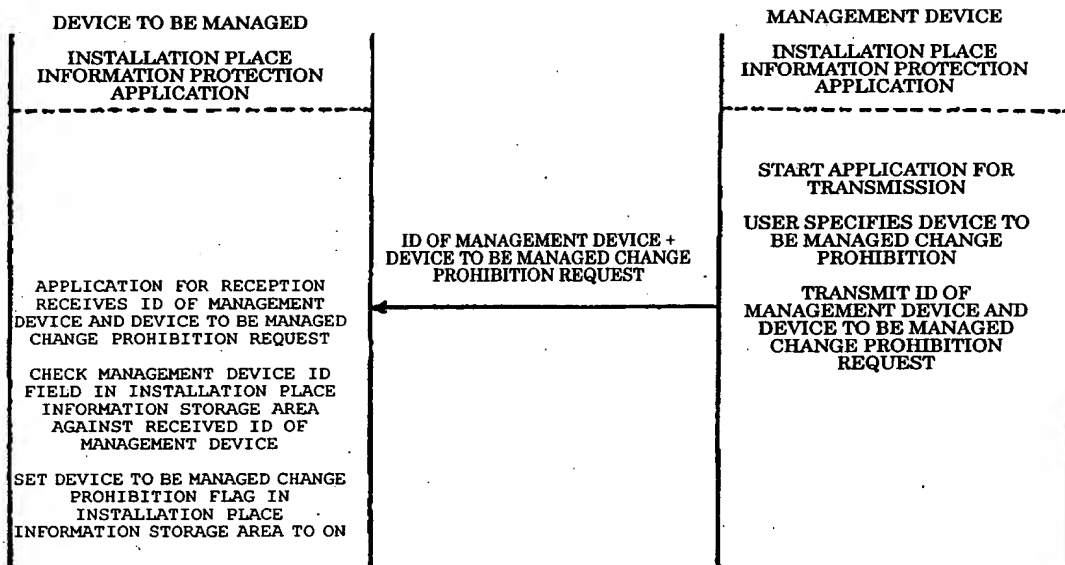 DEVICE TO BE MANAGED
INSTALLATION PLACE
INFORMATION PROTECTION
APPLICATION
MANAGEMENT DEVICE
INSTALLATION PLACE
INFORMATION PROTECTION
APPLICATION
START APPLICATION FOR
TRANSMISSION
USER SPECIFIES DEVICE TO
BE MANAGED CHANGE
PROHIBITION
TRANSMIT ID OF
MANAGEMENT DEVICE AND
DEVICE TO BE MANAGED
CHANGE PROHIBITION
REQUEST
ID OF MANAGEMENT DEVICE +
DEVICE TO BE MANAGED CHANGE
PROHIBITION REQUEST
APPLICATION FOR RECEPTION
RECEIVES ID OF MANAGEMENT
DEVICE AND DEVICE TO BE MANAGED
CHANGE PROHIBITION REQUEST
CHECK MANAGEMENT DEVICE ID
FIELD IN INSTALLATION PLACE
INFORMATION STORAGE AREA
AGAINST RECEIVED ID OF
MANAGEMENT DEVICE
SET DEVICE TO BE MANAGED CHANGE
PROHIBITION FLAG IN
INSTALLATION PLACE
INFORMATION STORAGE AREA TO ON